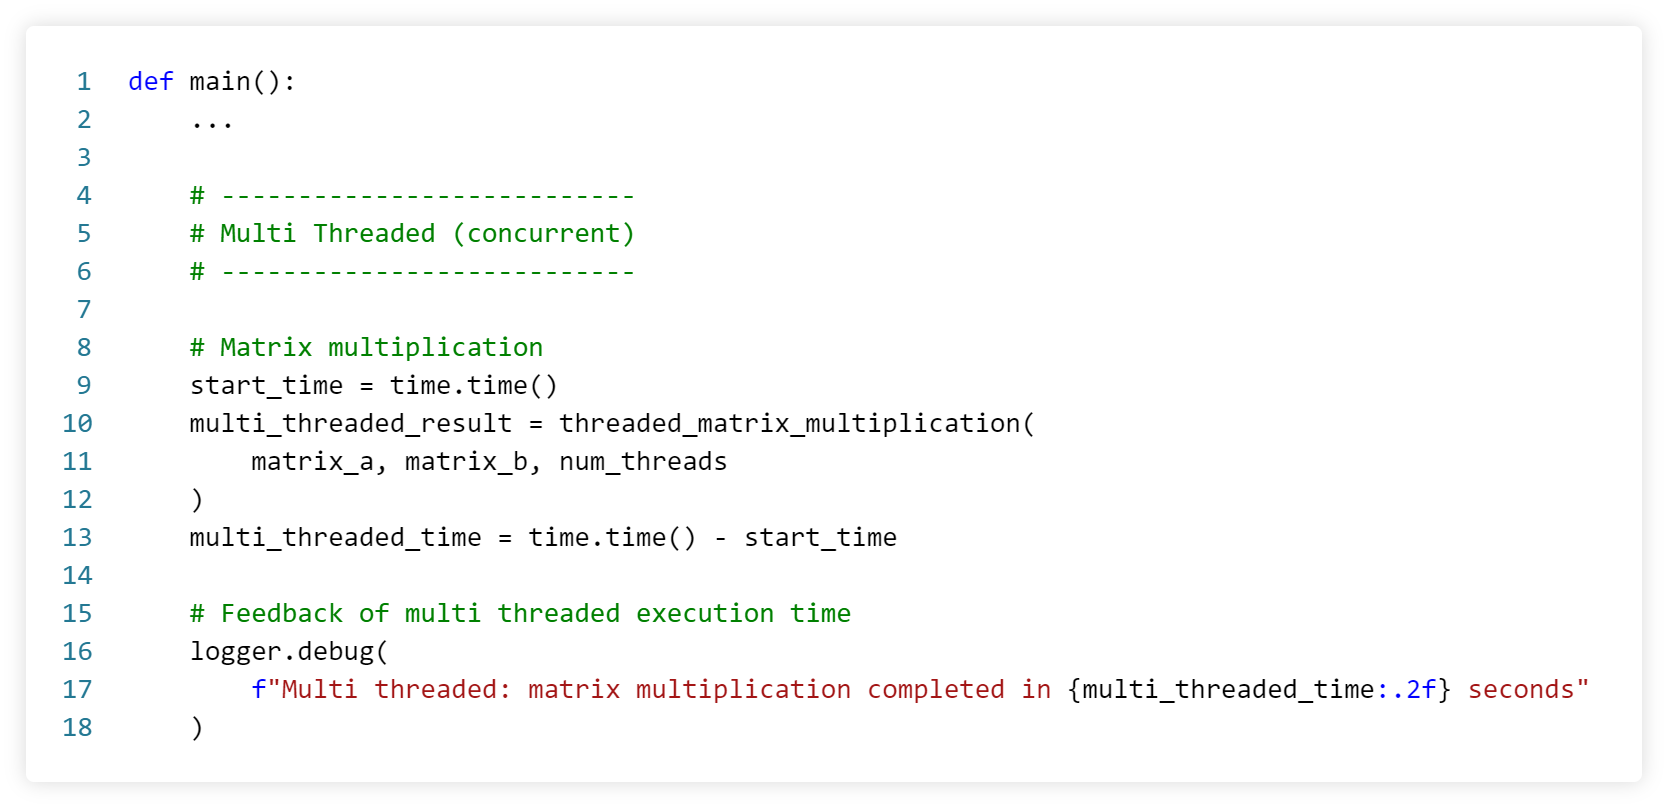 1 def main():
2     ...
3
4     # ---------------------------
5     # Multi Threaded (concurrent)
6     # ---------------------------
7
8     # Matrix multiplication
9     start_time = time.time()
10     multi_threaded_result = threaded_matrix_multiplication(
11         matrix_a, matrix_b, num_threads
12     )
13     multi_threaded_time = time.time() - start_time
14
15     # Feedback of multi threaded execution time
16     logger.debug(
17         f"Multi threaded: matrix multiplication completed in {multi_threaded_time:.2f} seconds"
18     )